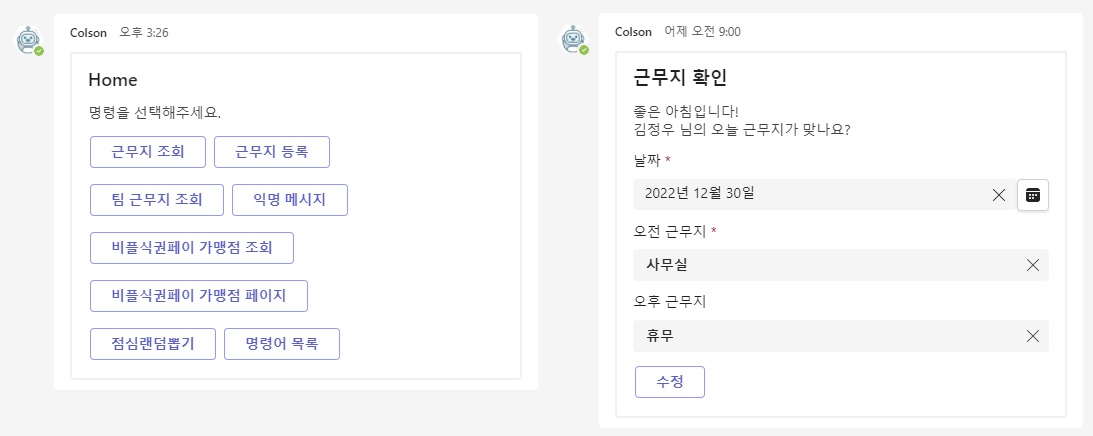 Colson 오후 3:26
Home
명령을 선택해주세요.
근무지 조회 근무지 등록
팀 근무지 조회 익명 메시지
비플식권페이 가맹점 조회
비플식권페이 가맹점 페이지
점심랜덤뽑기 명령어 목록
Colson 어제 오전 9:00
근무지 확인
좋은 아침입니다!
김정우 님의 오늘 근무지가 맞나요?
날짜 *
2022년 12월 30일
오전 근무지 *
사무실
오후 근무지
휴무
수정